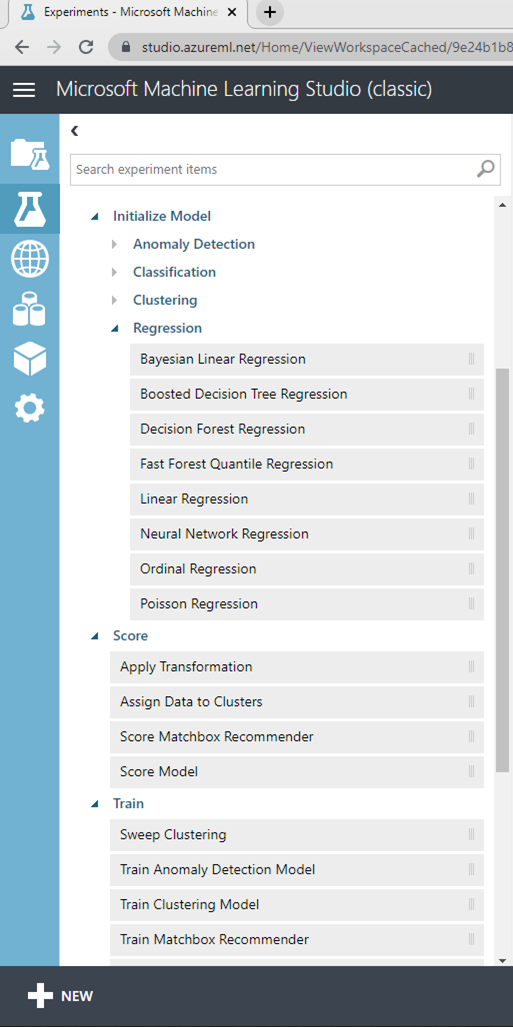 Experiments - Microsoft Machine
studio.azureml.net/Home/ViewWorkspaceCached/9e24b1b8
Microsoft Machine Learning Studio (classic)
Search experiment items
Initialize Model
Anomaly Detection
Classification
Clustering
Regression
Bayesian Linear Regression
Boosted Decision Tree Regression
Decision Forest Regression
Fast Forest Quantile Regression
Linear Regression
Neural Network Regression
Ordinal Regression
Poisson Regression
Score
Apply Transformation
Assign Data to Clusters
Score Matchbox Recommender
Score Model
Train
Sweep Clustering
Train Anomaly Detection Model
Train Clustering Model
Train Matchbox Recommender
NEW